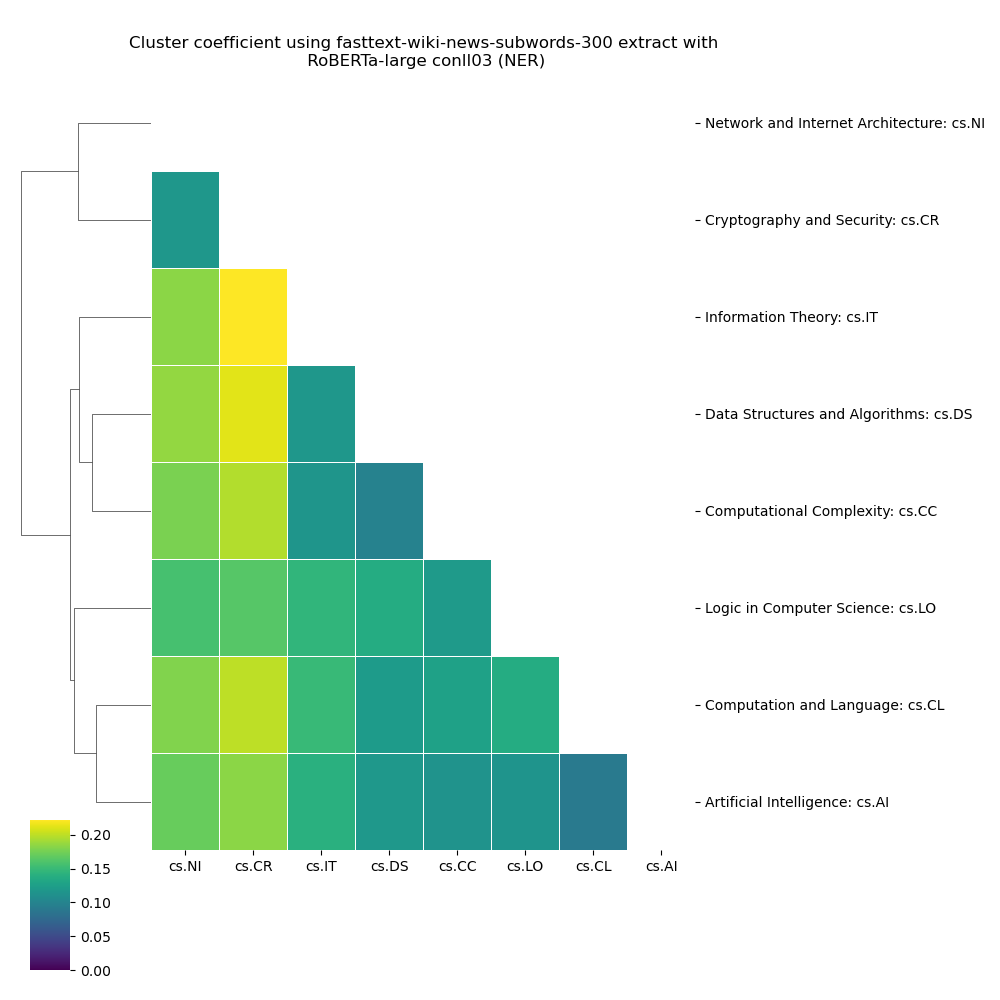 Cluster coefficient using fasttext-wiki-news-subwords-300 extract with
RoBERTa-large conll03 (NER)
Network and Internet Architecture: cs.NI
Cryptography and Security: cs.CR
Information Theory: cs.IT
Data Structures and Algorithms: cs.DS
Computational Complexity: cs.CC
Logic in Computer Science: cs.LO
Computation and Language: cs.CL
Artificial Intelligence: cs.AI
cs.NI cs.CR cs.IT cs.DS cs.CC cs.LO cs.CL cs.AI
0.20
0.15
0.10
0.05
0.00